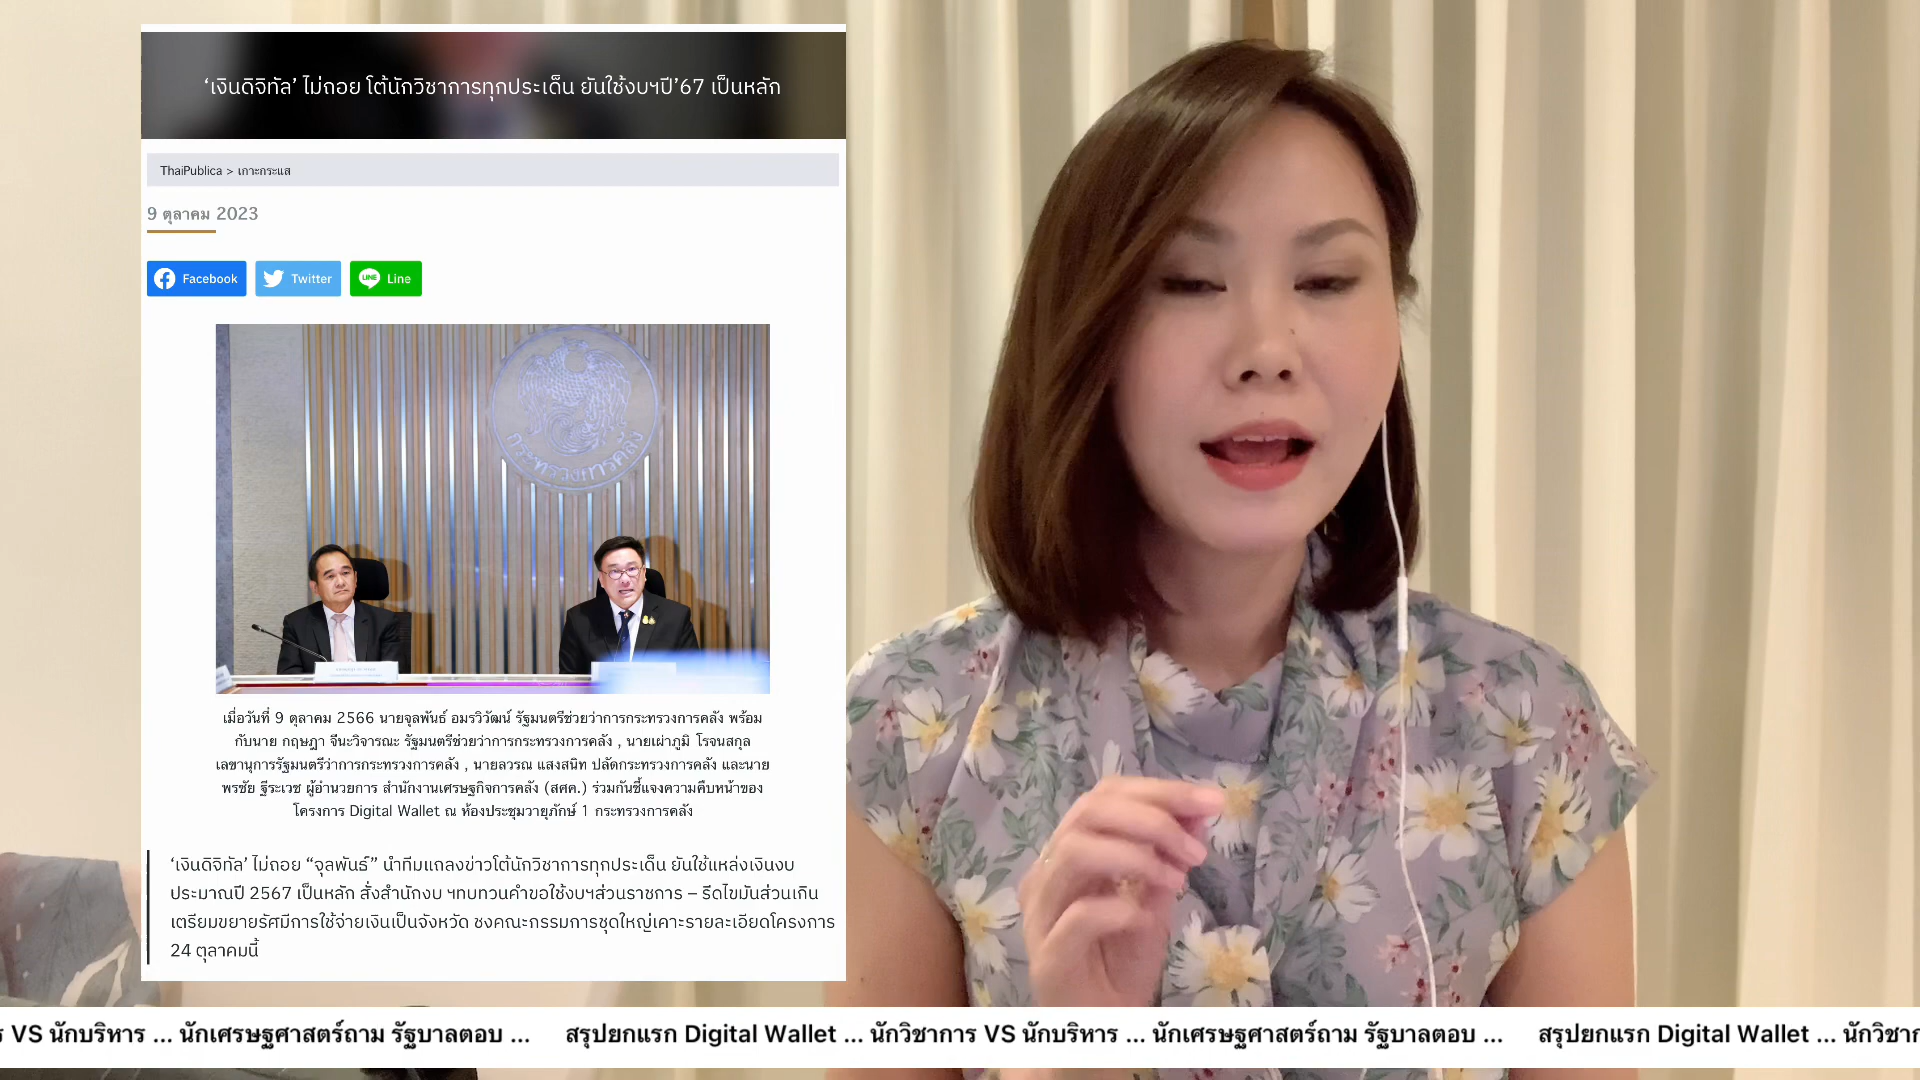 ‘เงินดิจิทัล’ ไม่ถอย โต้นักวิชาการทุกประเด็น ยันใช้งบฯปี’67 เป็นหลัก
ThaiPublica > เกาะกระแส
9 ตุลาคม 2023
Facebook
Twitter
LINE
Line
กระทรวงการคลัง
เมื่อวันที่ 9 ตุลาคม 2566 นายจุลพันธ์ อมรวิวัฒน์ รัฐมนตรีช่วยว่าการกระทรวงการคลัง พร้อม
กับนาย กฤษฎา จีนะวิจารณะ รัฐมนตรีช่วยว่าการกระทรวงการคลัง , นายเผ่าภูมิ โรจนสกุล
เลขานุการรัฐมนตรีว่าการกระทรวงการคลัง , นายลวรณ แสงสนิท ปลัดกระทรวงการคลัง และนาย
พรชัย ฐีระเวช ผู้อำนวยการ สำนักงานเศรษฐกิจการคลัง (สศค.) ร่วมกันชี้แจงความคืบหน้าของ
โครงการ Digital Wallet ณ ห้องประชุมวายุภักษ์ 1 กระทรวงการคลัง
‘เงินดิจิทัล’ ไม่ถอย “จุลพันธ์” นำทีมแถลงข่าวโต้นักวิชาการทุกประเด็น ยันใช้แหล่งเงินงบ
ประมาณปี 2567 เป็นหลัก สั่งสำนักงบ ฯทบทวนคำขอใช้งบฯส่วนราชการ – รีดไขมันส่วนเกิน
เตรียมขยายรัศมีการใช้จ่ายเงินเป็นจังหวัด ชงคณะกรรมการชุดใหญ่เคาะรายละเอียดโครงการ
24 ตุลาคมนี้
ร VS นักบริหาร ... นักเศรษฐศาสตร์ถาม รัฐบาลตอบ ... สรุปยกแรก Digital Wallet ... นักวิชาการ VS นักบริหาร ... นักเศรษฐศาสตร์ถาม รัฐบาลตอบ ... สรุปยกแรก Digital Wallet ... นักวิชาก